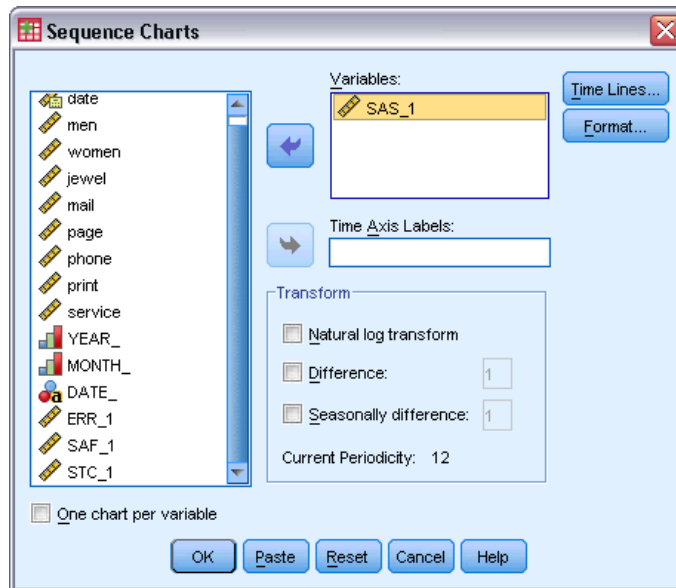 Sequence Charts
date
men
women
jewel
mail
page
phone
print
service
YEAR_
MONTH_
DATE_
ERR_1
SAF_1
STC_1
One chart per variable
Variables:
SAS_1
Time Axis Labels:
Transform
Natural log transform
Difference: 1
Seasonally difference: 1
Current Periodicity: 12
Time Lines...
Format...
OK Paste Reset Cancel Help